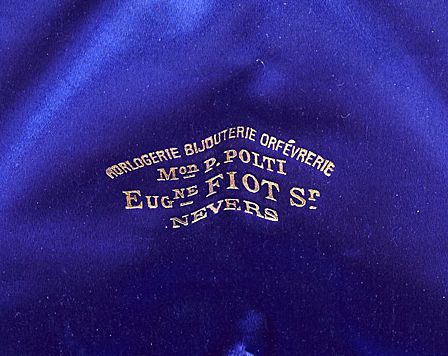 HORLOGERIE BIJOUTERIE ORFÉVRERIE
Mon P. POLTI
EUGNE FIOT Sr
NEVERS